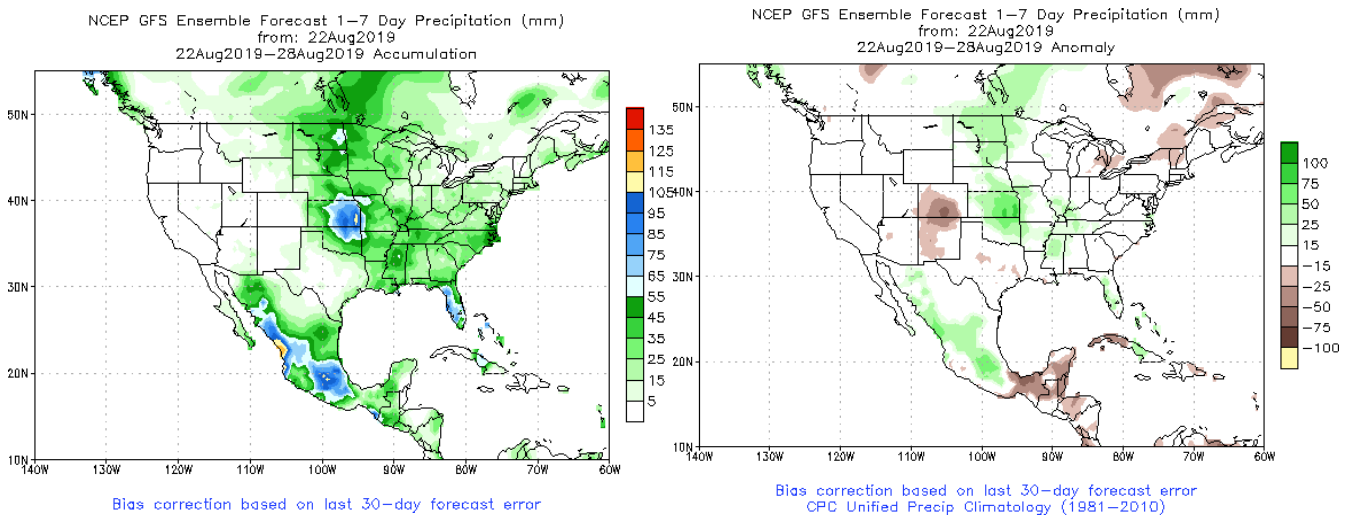 NCEP GFS Ensemble Forecast 1–7 Day Precipitation (mm)
from: 22Aug2019
22Aug2019–28Aug2019 Accumulation
50N
40N
30N
20N
10N
140W 130W 120W 110W 100W 90W 80W 70W 60W
135
125
115
105
95
85
75
65
55
45
35
25
15
5
Bias correction based on last 30–day forecast error
NCEP GFS Ensemble Forecast 1–7 Day Precipitation (mm)
from: 22Aug2019
22Aug2019–28Aug2019 Anomaly
50N
40N
30N
20N
10N
140W 130W 120W 110W 100W 90W 80W 70W 60W
100
75
50
25
15
−15
−25
−50
−75
−100
Bias correction based on last 30–day forecast error
CPC Unified Precip Climatology (1981–2010)